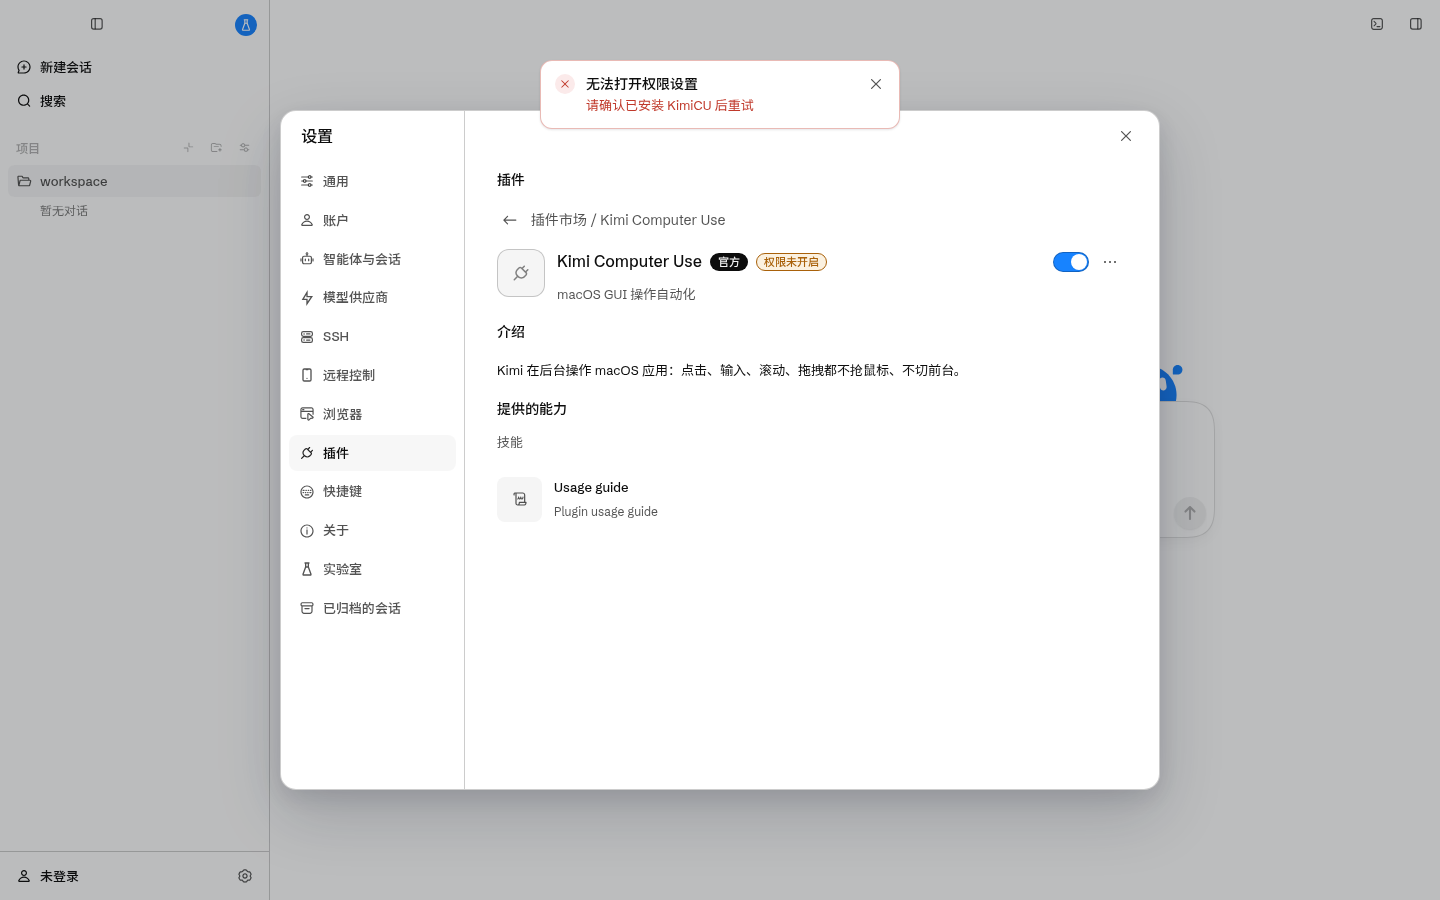 新建会话
搜索
项目
workspace
暂无对话
未登录
无法打开权限设置
请确认已安装 KimiCU 后重试
设置
通用
账户
智能体与会话
模型供应商
SSH
远程控制
浏览器
插件
快捷键
关于
实验室
已归档的会话
插件
插件市场 / Kimi Computer Use
Kimi Computer Use 官方 权限未开启
macOS GUI 操作自动化
介绍
Kimi 在后台操作 macOS 应用：点击、输入、滚动、拖拽都不抢鼠标、不切前台。
提供的能力
技能
Usage guide
Plugin usage guide